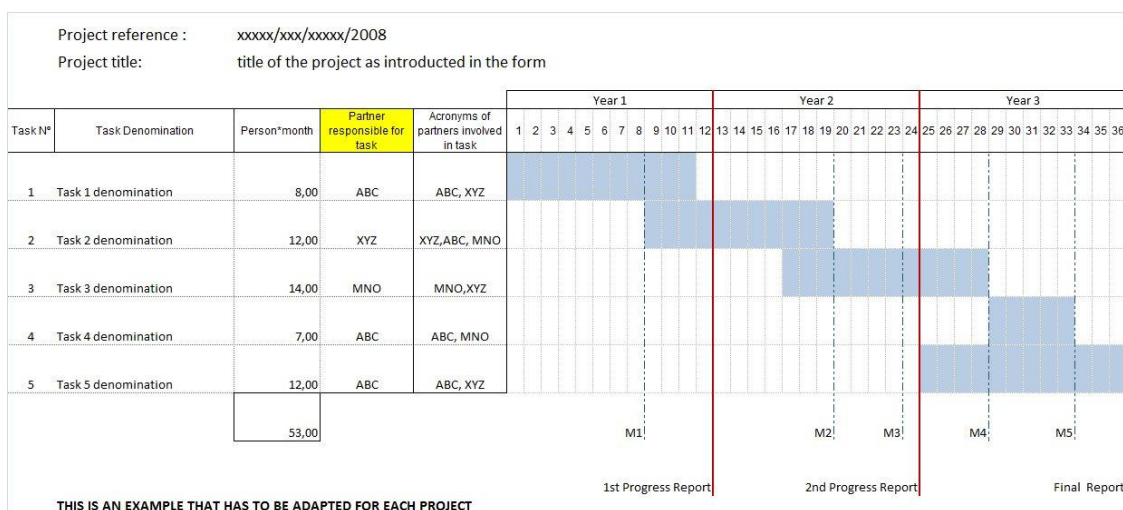 Project reference : xxxxx/xxx/xxxxx/2008
Project title: title of the project as introducted in the form
Year 1 Year 2 Year 3
Task N° Task Denomination Person*month Partner responsible for task Acronyms of partners involved in task 1 2 3 4 5 6 7 8 9 10 11 12 13 14 15 16 17 18 19 20 21 22 23 24 25 26 27 28 29 30 31 32 33 34 35 36
1 Task 1 denomination 8,00 ABC ABC, XYZ
2 Task 2 denomination 12,00 XYZ XYZ,ABC, MNO
3 Task 3 denomination 14,00 MNO MNO,XYZ
4 Task 4 denomination 7,00 ABC ABC, MNO
5 Task 5 denomination 12,00 ABC ABC, XYZ
53,00 M1 M2 M3 M4 M5
1st Progress Report 2nd Progress Report Final Report
THIS IS AN EXAMPLE THAT HAS TO BE ADAPTED FOR EACH PROJECT